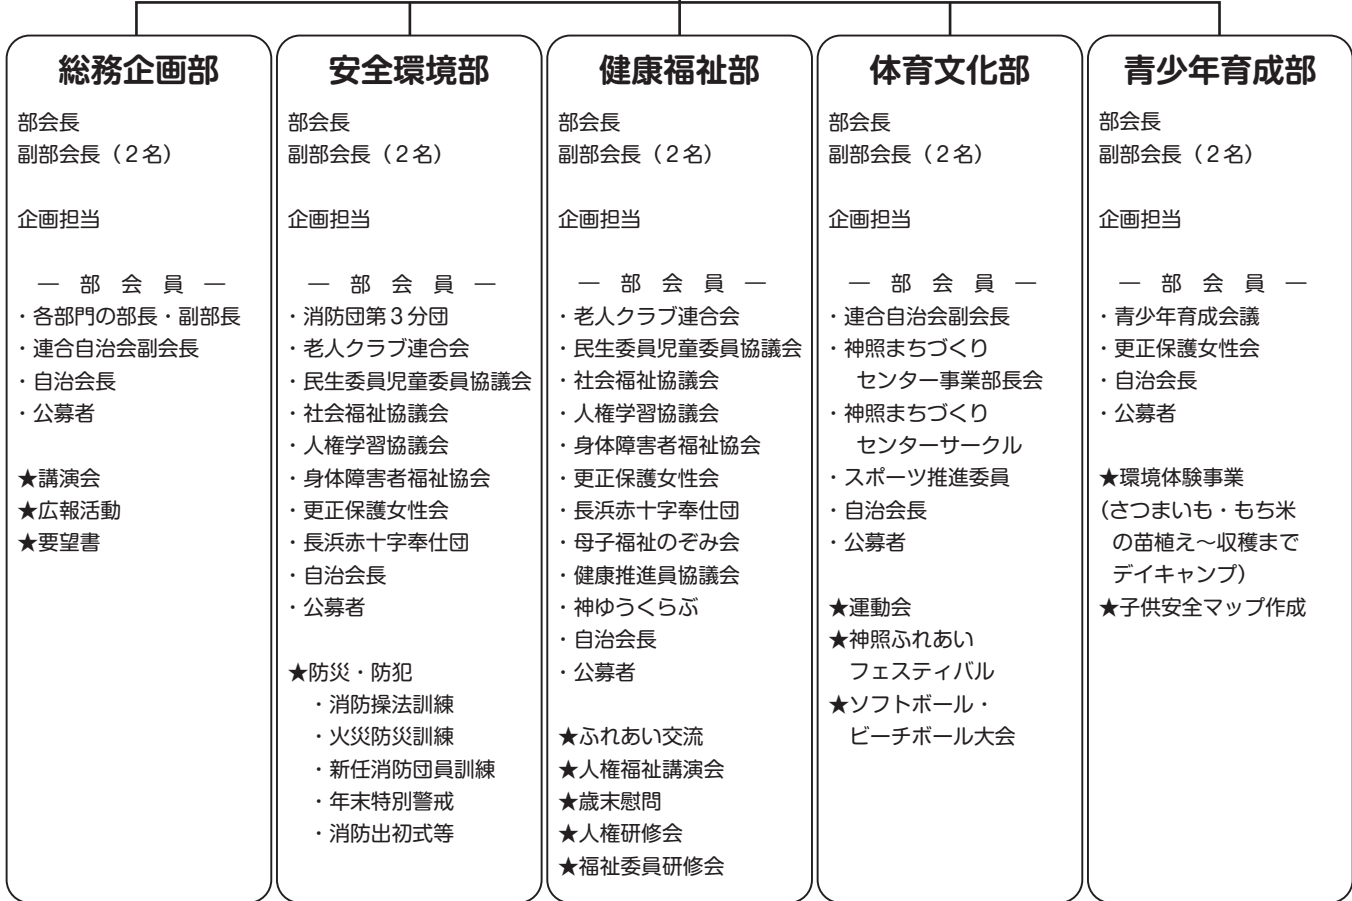 総務企画部
部会長
副部会長（2名）
企画担当
― 部 会 員 ―
・各部門の部長・副部長
・連合自治会副会長
・自治会長
・公募者
★講演会
★広報活動
★要望書
安全環境部
部会長
副部会長（2名）
企画担当
― 部 会 員 ―
・消防団第3分団
・老人クラブ連合会
・民生委員児童委員協議会
・社会福祉協議会
・人権学習協議会
・身体障害者福祉協会
・更正保護女性会
・長浜赤十字奉仕団
・自治会長
・公募者
★防災・防犯
・消防操法訓練
・火災防災訓練
・新任消防団員訓練
・年末特別警戒
・消防出初式等
健康福祉部
部会長
副部会長（2名）
企画担当
― 部 会 員 ―
・老人クラブ連合会
・民生委員児童委員協議会
・社会福祉協議会
・人権学習協議会
・身体障害者福祉協会
・更正保護女性会
・長浜赤十字奉仕団
・母子福祉のぞみ会
・健康推進員協議会
・神ゆうくらぶ
・自治会長
・公募者
★ふれあい交流
★人権福祉講演会
★歳末慰問
★人権研修会
★福祉委員研修会
体育文化部
部会長
副部会長（2名）
企画担当
― 部 会 員 ―
・連合自治会副会長
・神照まちづくり
センター事業部長会
・神照まちづくり
センターサークル
・スポーツ推進委員
・自治会長
・公募者
★運動会
★神照ふれあい
フェスティバル
★ソフトボール・
ビーチボール大会
青少年育成部
部会長
副部会長（2名）
企画担当
― 部 会 員 ―
・青少年育成会議
・更正保護女性会
・自治会長
・公募者
★環境体験事業
(さつまいも・もち米
の苗植え～収穫まで
デイキャンプ)
★子供安全マップ作成